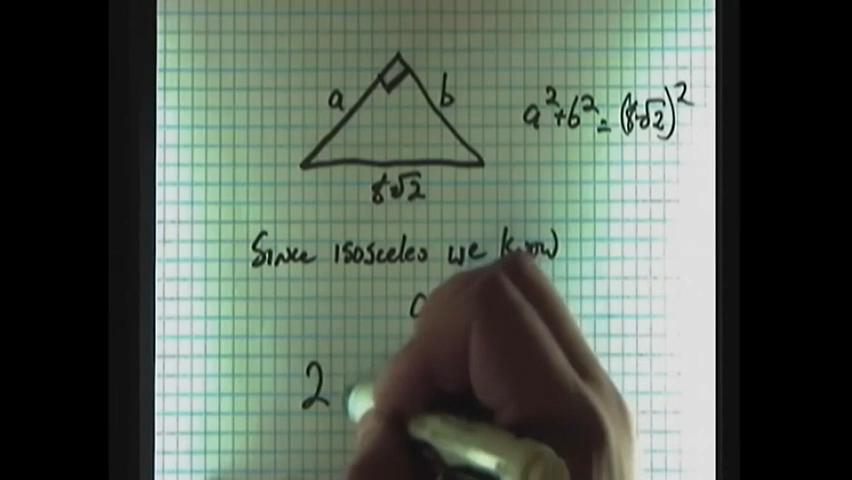 a b
a²+b² = (8√2)²
8√2
Since isosceles we know
2